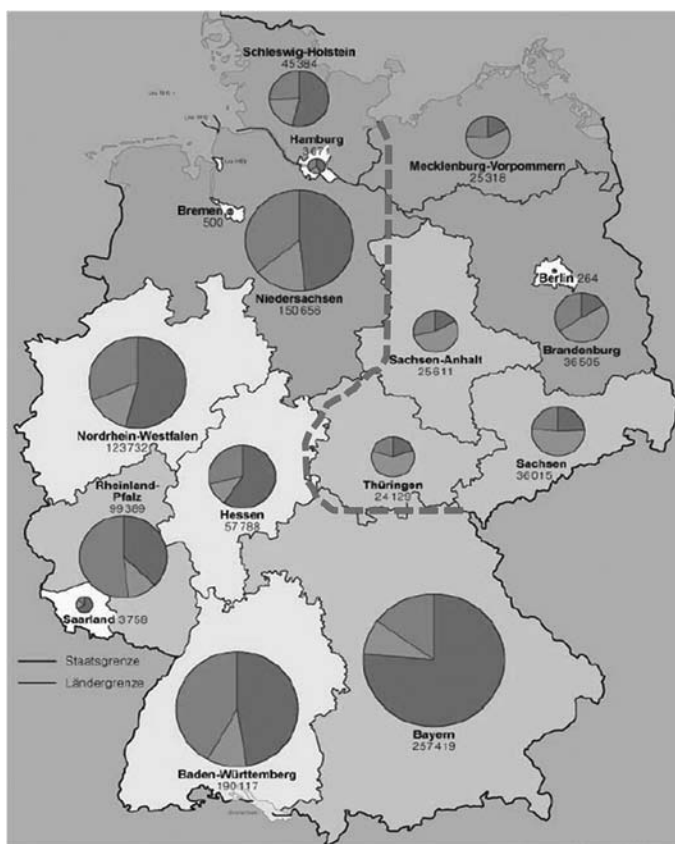 Schleswig-Holstein
45384
Hamburg
Mecklenburg-Vorpommern
25318
Bremen
500
Berlin 264
Niedersachsen
150656
Sachsen-Anhalt
25611
Brandenburg
36505
Nordrhein-Westfalen
123732
Sachsen
36015
Thüringen
24129
Hessen
57788
Rheinland-
Pfalz
99389
Saarland 3758
Staatsgrenze
Ländergrenze
Bayern
257419
Baden-Württemberg
190117